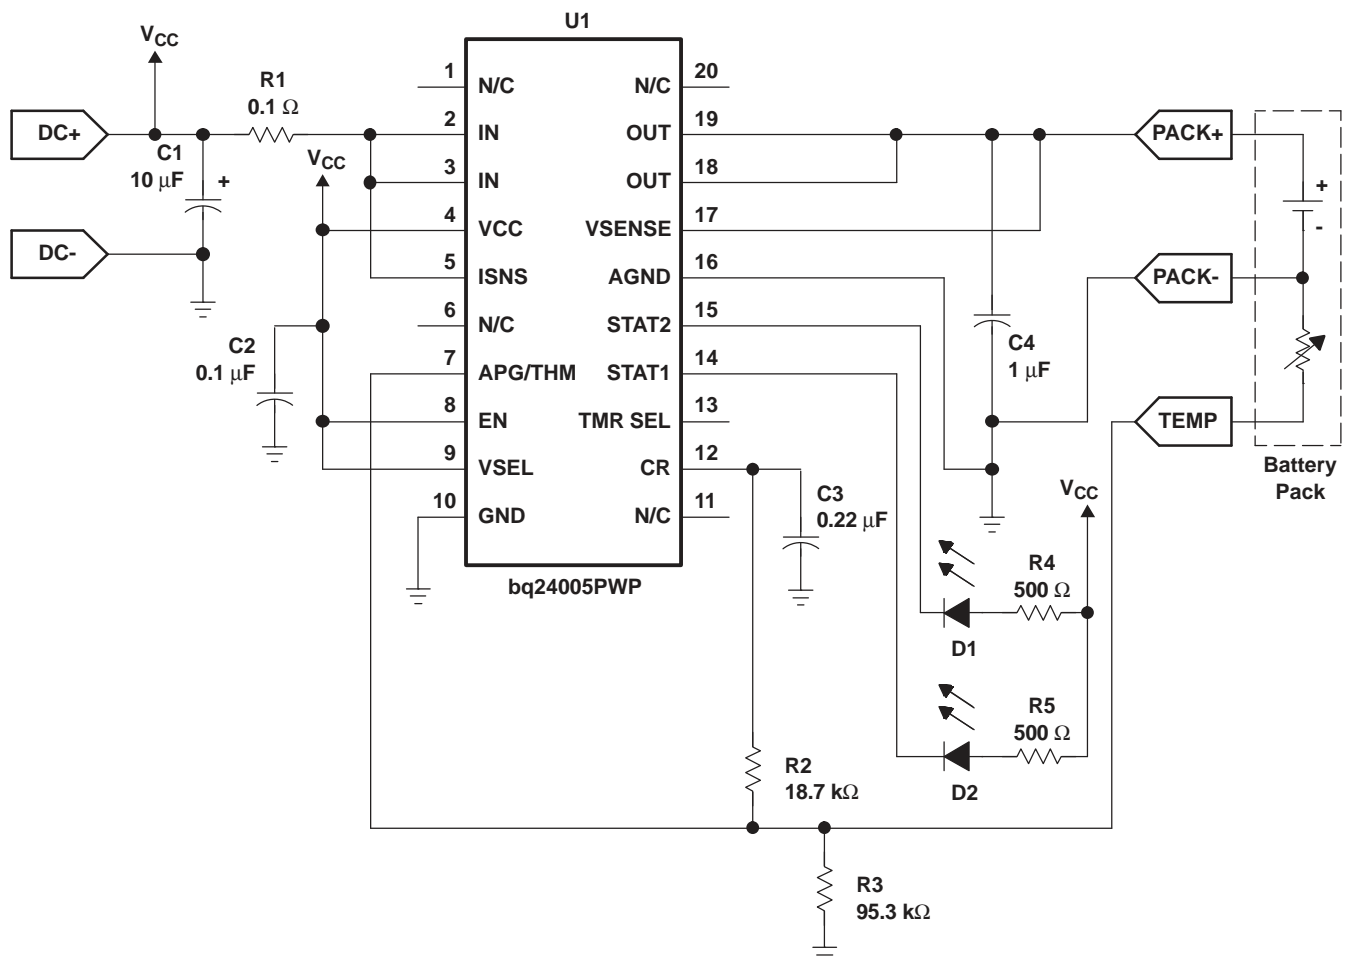 U1
VCC
R1
0.1 Ω
DC+
C1
10 μF
+
DC-
VCC
C2
0.1 μF
1
N/C
2
IN
3
IN
4
VCC
5
ISNS
6
N/C
7
APG/THM
8
EN
9
VSEL
10
GND
20
N/C
19
OUT
18
OUT
17
VSENSE
16
AGND
15
STAT2
14
STAT1
13
TMR SEL
12
CR
11
N/C
bq24005PWP
C3
0.22 μF
C4
1 μF
PACK+
+
-
PACK-
TEMP
Battery
Pack
VCC
R4
500 Ω
D1
R5
500 Ω
D2
R2
18.7 kΩ
R3
95.3 kΩ